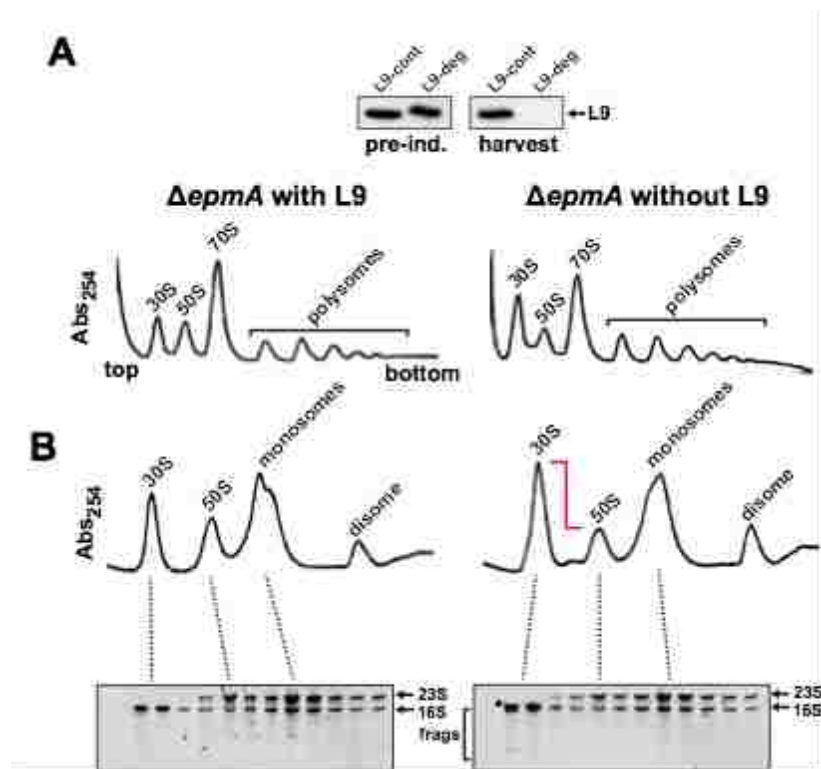 A
L9-cont L9-deg L9-cont L9-deg
←L9
pre-ind. harvest
ΔepmA with L9 ΔepmA without L9
Abs254
30S 50S 70S polysomes
30S 50S 70S polysomes
top bottom
B
Abs254
30S 50S monosomes disome
30S 50S monosomes disome
←23S
←16S
frags
*
←23S
←16S